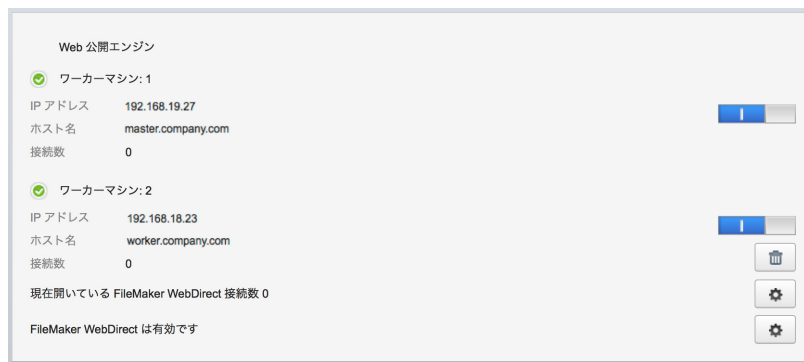 Web 公開エンジン
ワーカーマシン: 1
IP アドレス 192.168.19.27
ホスト名 master.company.com
接続数 0
ワーカーマシン: 2
IP アドレス 192.168.18.23
ホスト名 worker.company.com
接続数 0
現在開いている FileMaker WebDirect 接続数 0
FileMaker WebDirect は有効です